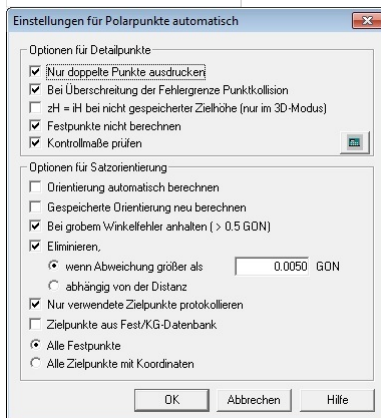 Einstellungen für Polarpunkte automatisch
Optionen für Detailpunkte
Nur doppelte Punkte ausdrucken
Bei Überschreitung der Fehlergrenze Punktkollision
zH = iH bei nicht gespeicherter Zielhöhe (nur im 3D-Modus)
Festpunkte nicht berechnen
Kontrollmaße prüfen
Optionen für Satzorientierung
Orientierung automatisch berechnen
Gespeicherte Orientierung neu berechnen
Bei grobem Winkelfehler anhalten ( > 0.5 GON)
Eliminieren,
wenn Abweichung größer als 0.0050 GON
abhängig von der Distanz
Nur verwendete Zielpunkte protokollieren
Zielpunkte aus Fest/KG-Datenbank
Alle Festpunkte
Alle Zielpunkte mit Koordinaten
OK Abbrechen Hilfe